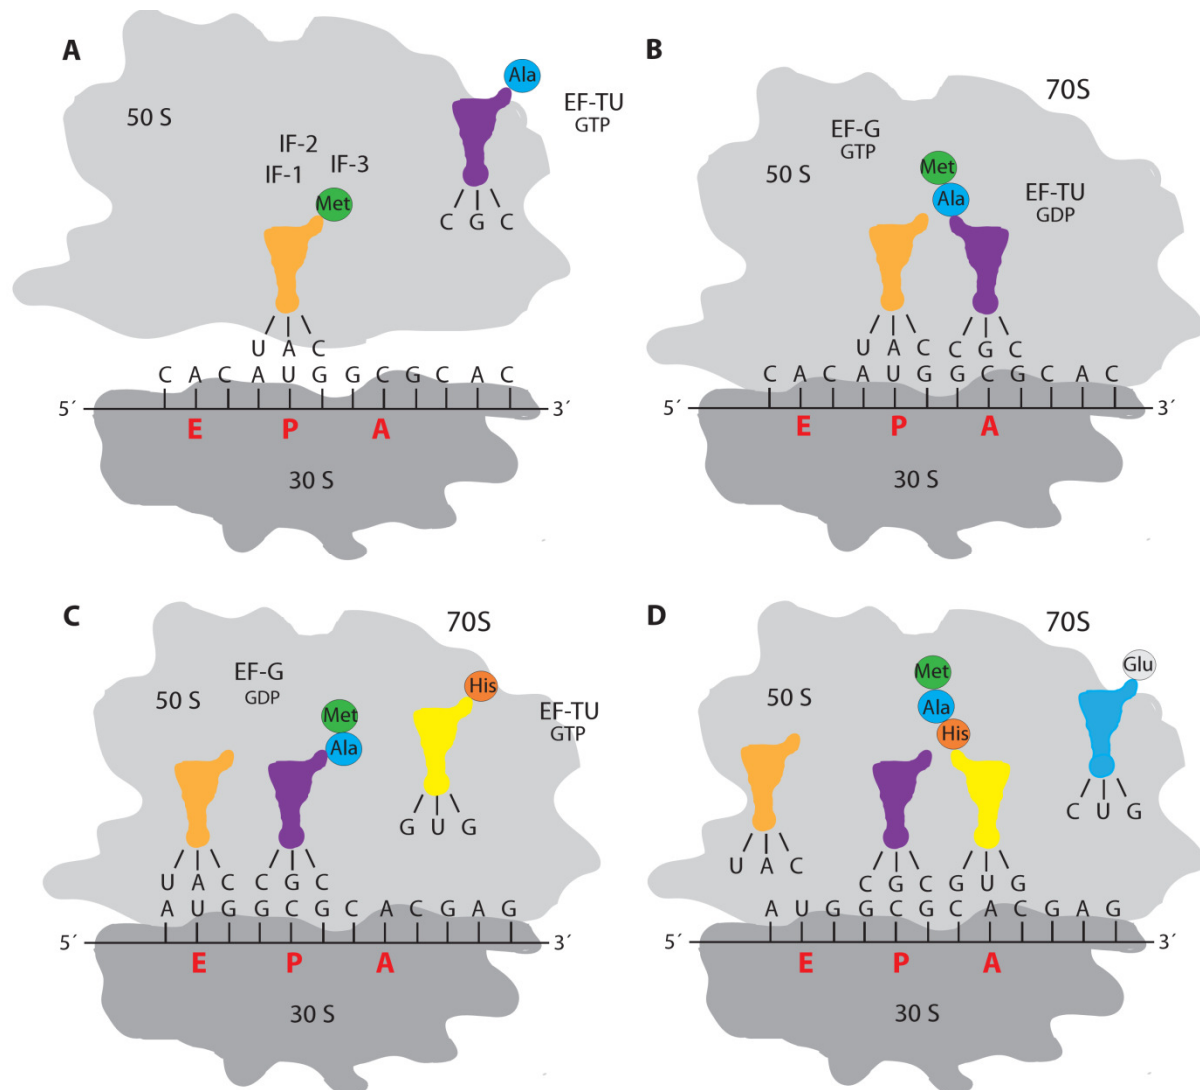 A
50 S
Ala
EF-TU
GTP
IF-2
IF-1
IF-3
Met
C G C
U A C
C A C A U G G C G C A C
5´ 3´
E P A
30 S
B
70S
50 S
EF-G
GTP
Met
Ala
EF-TU
GDP
U A C C G C
C A C A U G G C G C A C
5´ 3´
E P A
30 S
C
70S
50 S
EF-G
GDP
His
EF-TU
GTP
Met
Ala
G U G
U A C C G C
A U G G C G C A C G A G
5´ 3´
E P A
30 S
D
70S
50 S
Met
Ala
His
Glu
C U G
U A C
C G C G U G
A U G G C G C A C G A G
5´ 3´
E P A
30 S